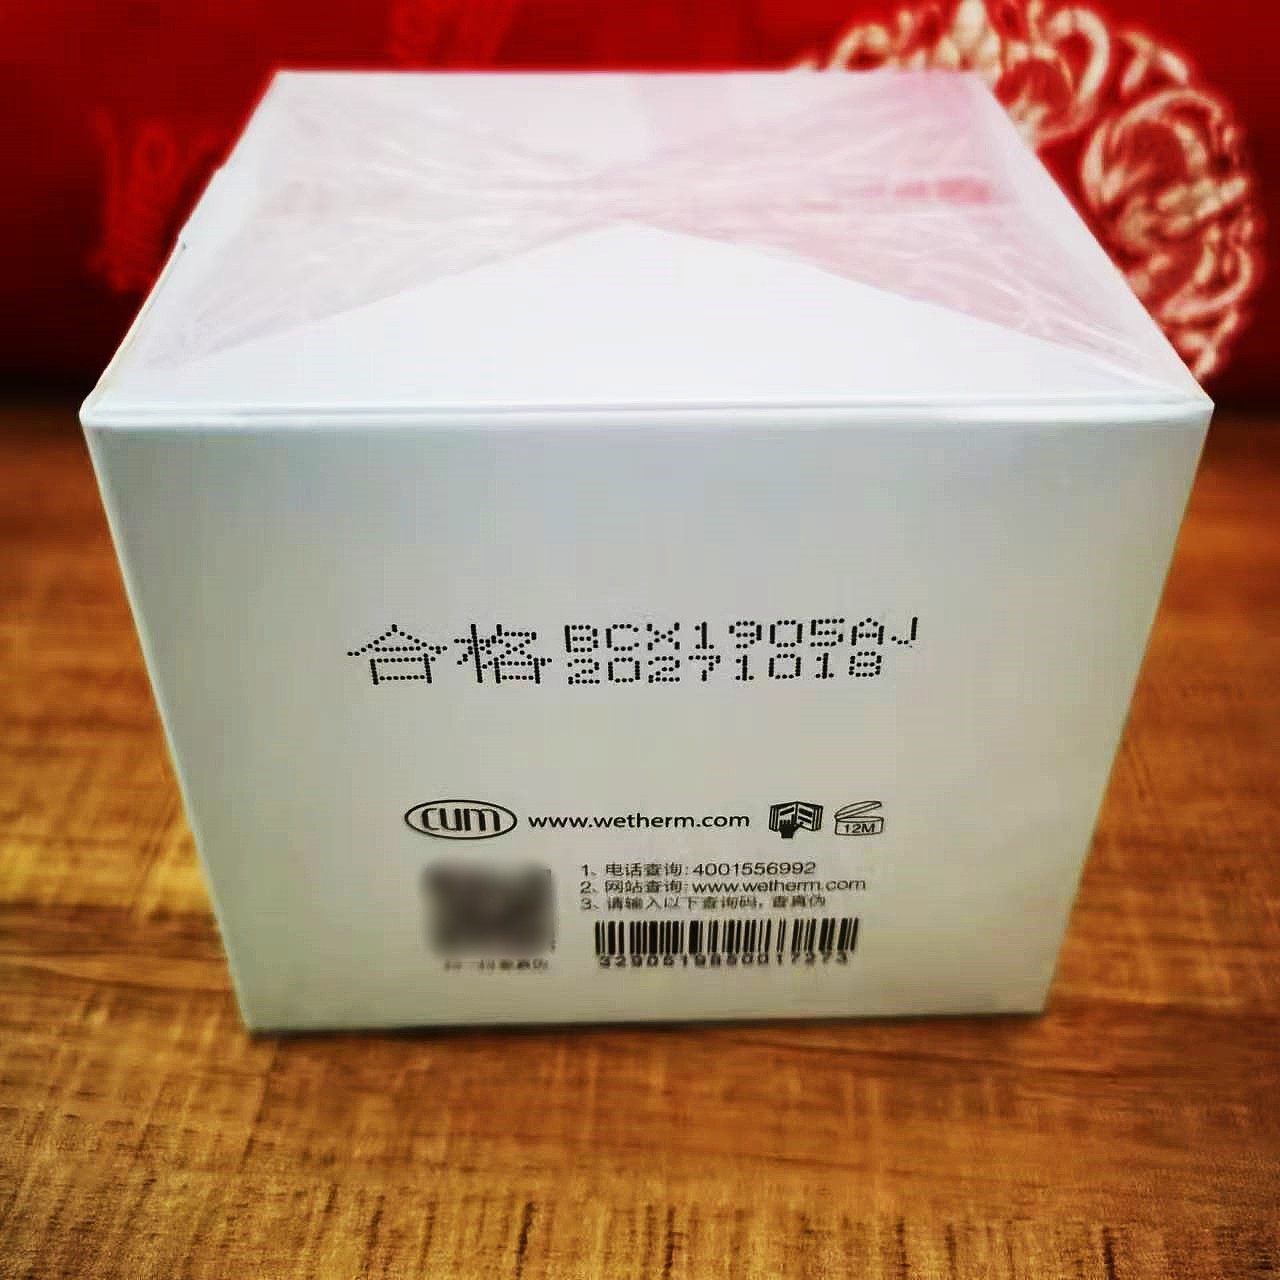 合格 BCX1905AJ
20271018
cum www.wetherm.com 12M
1、电话查询:4001556992
2、网站查询:www.wetherm.com
3、请输入以下查询码，查真伪